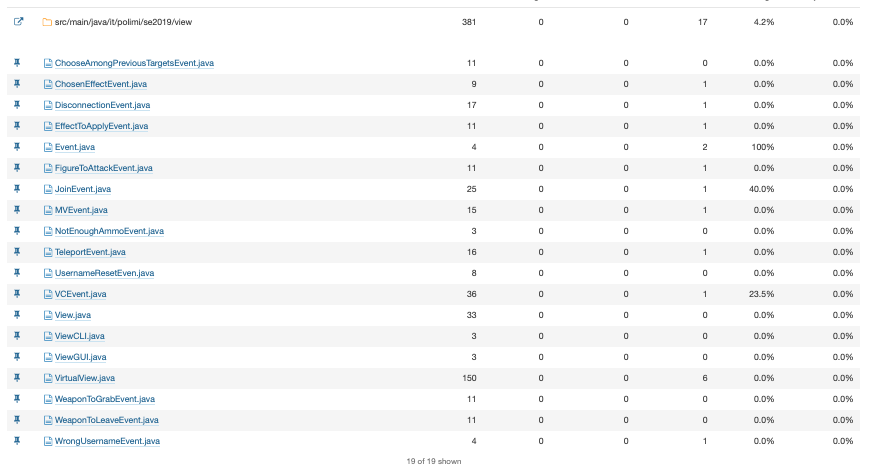 src/main/java/it/polimi/se2019/view 381 0 0 17 4.2% 0.0%
ChooseAmongPreviousTargetsEvent.java 11 0 0 0 0.0% 0.0%
ChosenEffectEvent.java 9 0 0 1 0.0% 0.0%
DisconnectionEvent.java 17 0 0 1 0.0% 0.0%
EffectToApplyEvent.java 11 0 0 1 0.0% 0.0%
Event.java 4 0 0 2 100% 0.0%
FigureToAttackEvent.java 11 0 0 1 0.0% 0.0%
JoinEvent.java 25 0 0 1 40.0% 0.0%
MVEvent.java 15 0 0 1 0.0% 0.0%
NotEnoughAmmoEvent.java 3 0 0 0 0.0% 0.0%
TeleportEvent.java 16 0 0 1 0.0% 0.0%
UsernameResetEven.java 8 0 0 0 0.0% 0.0%
VCEvent.java 36 0 0 1 23.5% 0.0%
View.java 33 0 0 0 0.0% 0.0%
ViewCLI.java 3 0 0 0 0.0% 0.0%
ViewGUI.java 3 0 0 0 0.0% 0.0%
VirtualView.java 150 0 0 6 0.0% 0.0%
WeaponToGrabEvent.java 11 0 0 0 0.0% 0.0%
WeaponToLeaveEvent.java 11 0 0 0 0.0% 0.0%
WrongUsernameEvent.java 4 0 0 1 0.0% 0.0%
19 of 19 shown